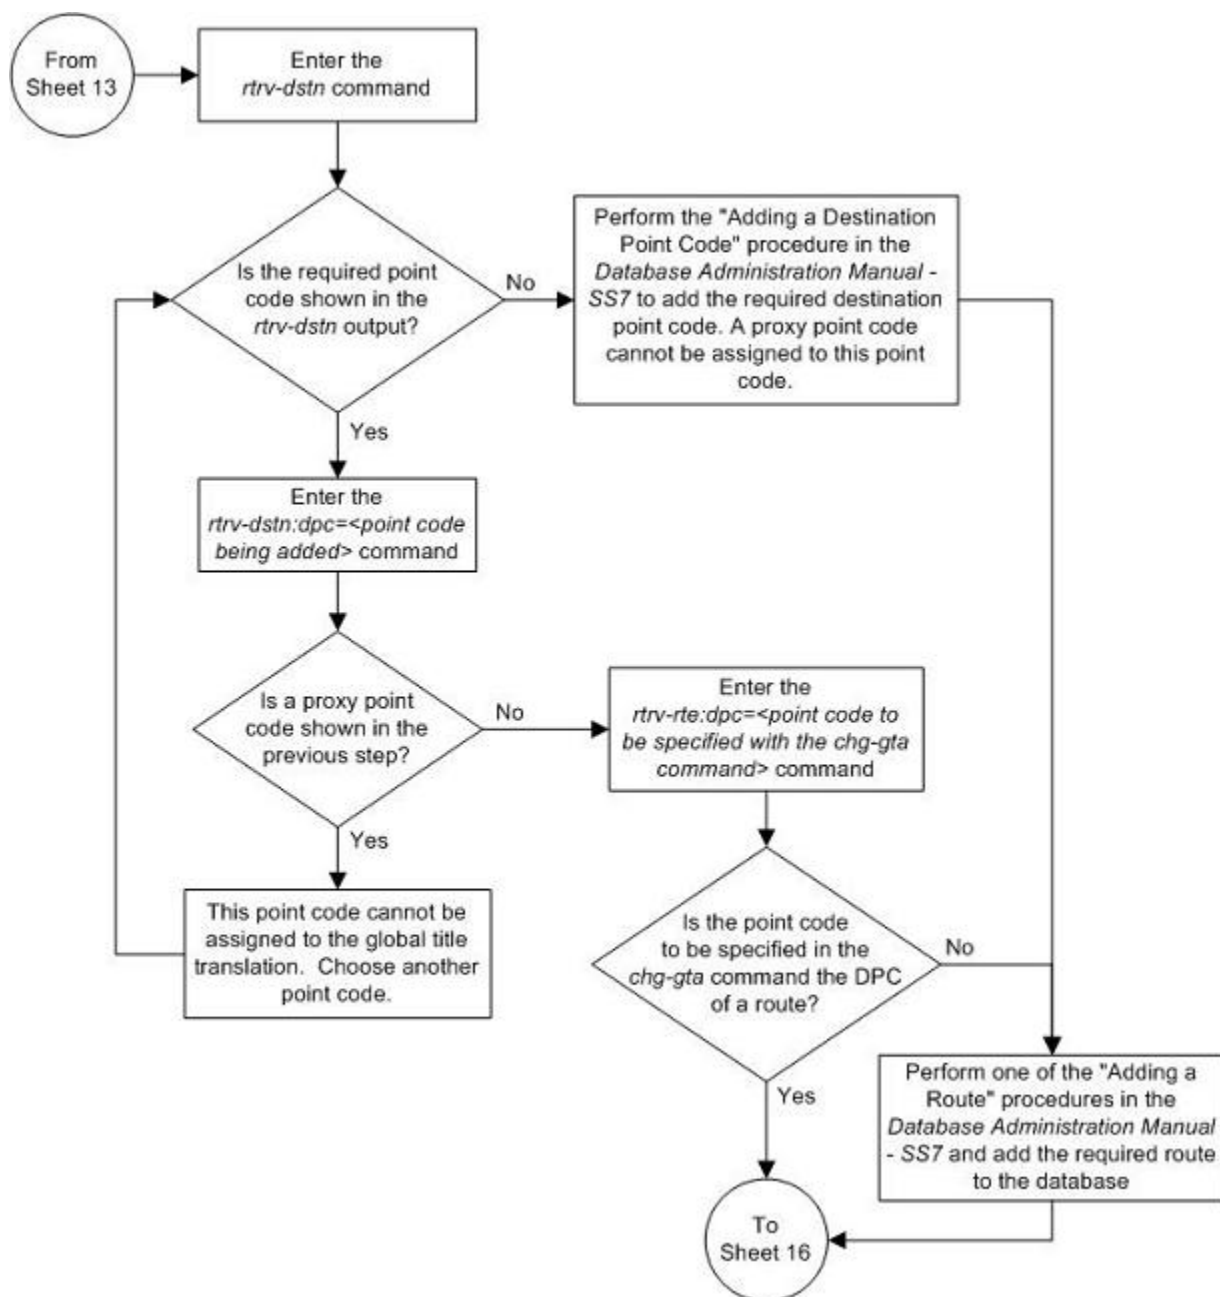 From
Sheet 13
Enter the
rtrv-dstn command
Is the required point
code shown in the
rtrv-dstn output?
No
Perform the "Adding a Destination
Point Code" procedure in the
Database Administration Manual -
SS7 to add the required destination
point code. A proxy point code
cannot be assigned to this point
code.
Yes
Enter the
rtrv-dstn:dpc=<point code
being added> command
Is a proxy point
code shown in the
previous step?
No
Enter the
rtrv-rte:dpc=<point code to
be specified with the chg-gta
command> command
Yes
This point code cannot be
assigned to the global title
translation. Choose another
point code.
Is the point code
to be specified in the
chg-gta command the DPC
of a route?
No
Yes
Perform one of the "Adding a
Route" procedures in the
Database Administration Manual
- SS7 and add the required route
to the database
To
Sheet 16